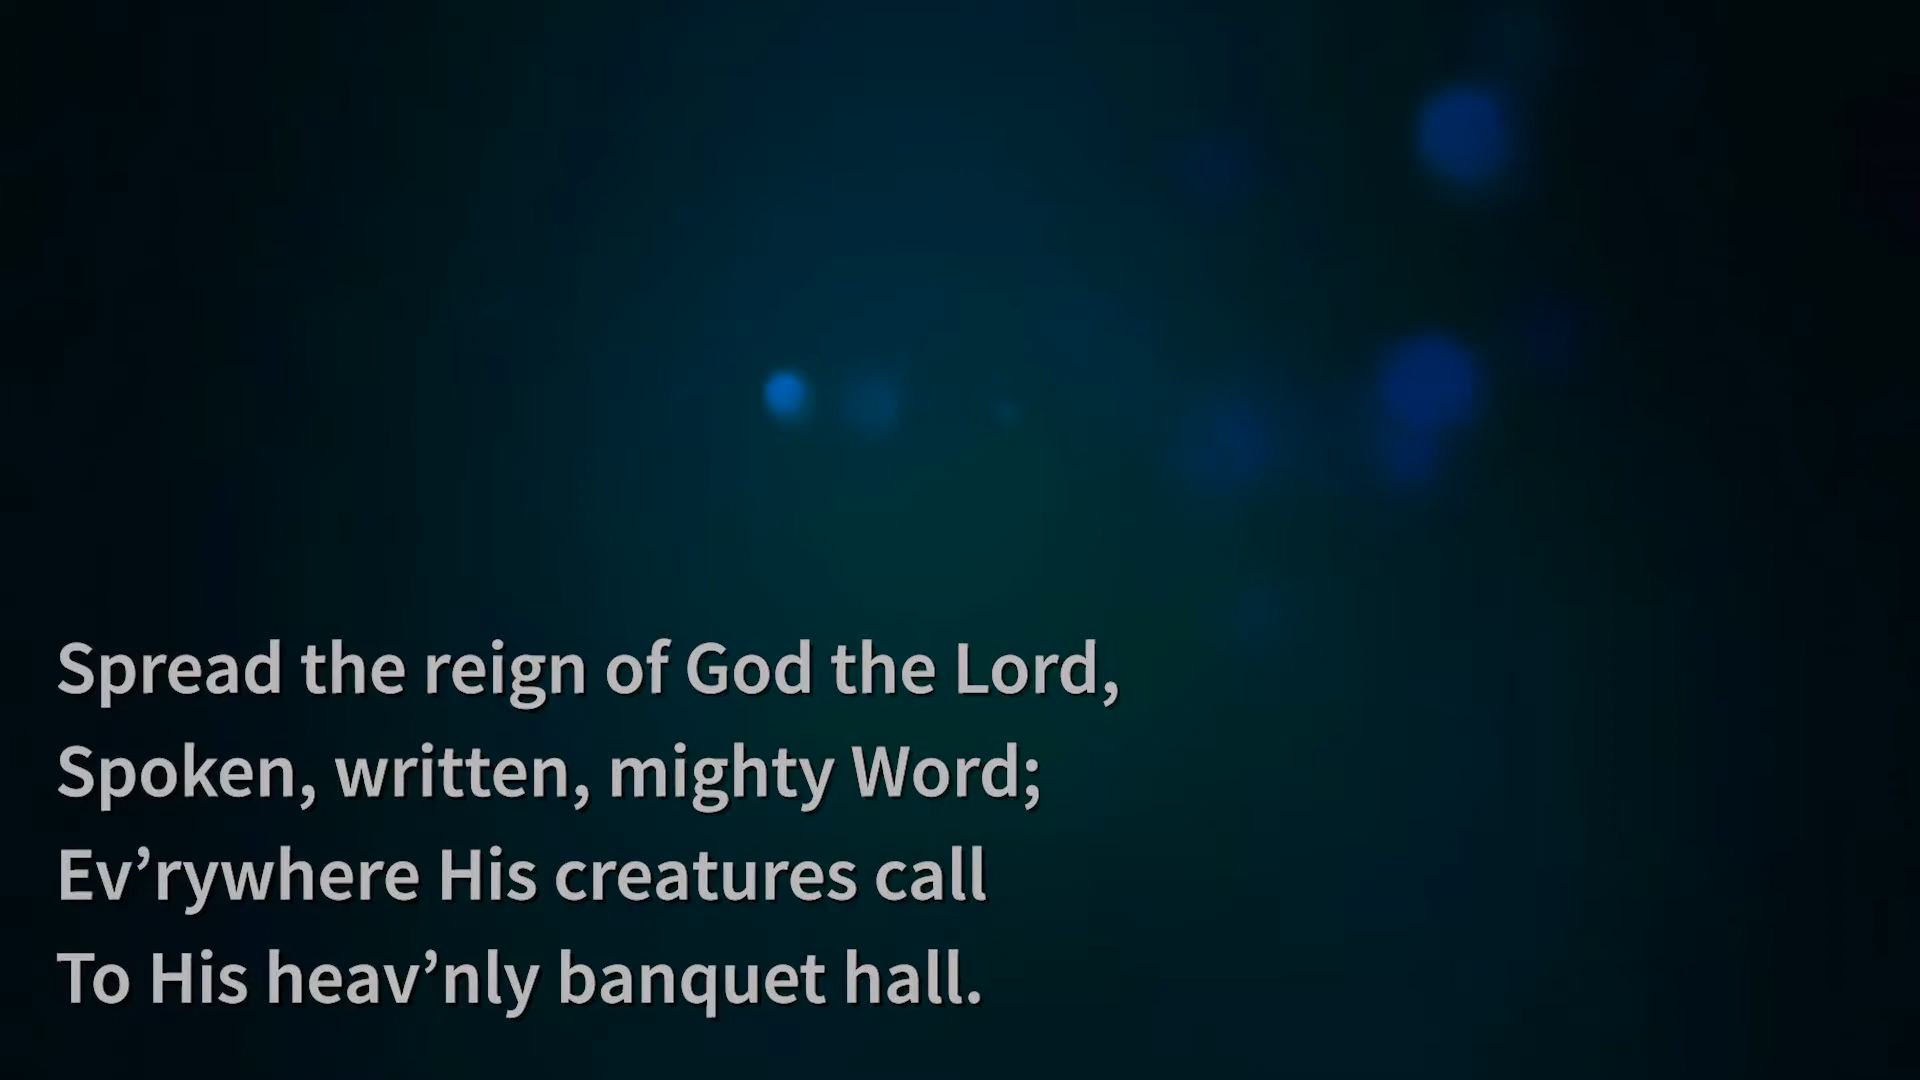 Spread the reign of God the Lord,
Spoken, written, mighty Word;
Ev’rywhere His creatures call
To His heav’nly banquet hall.